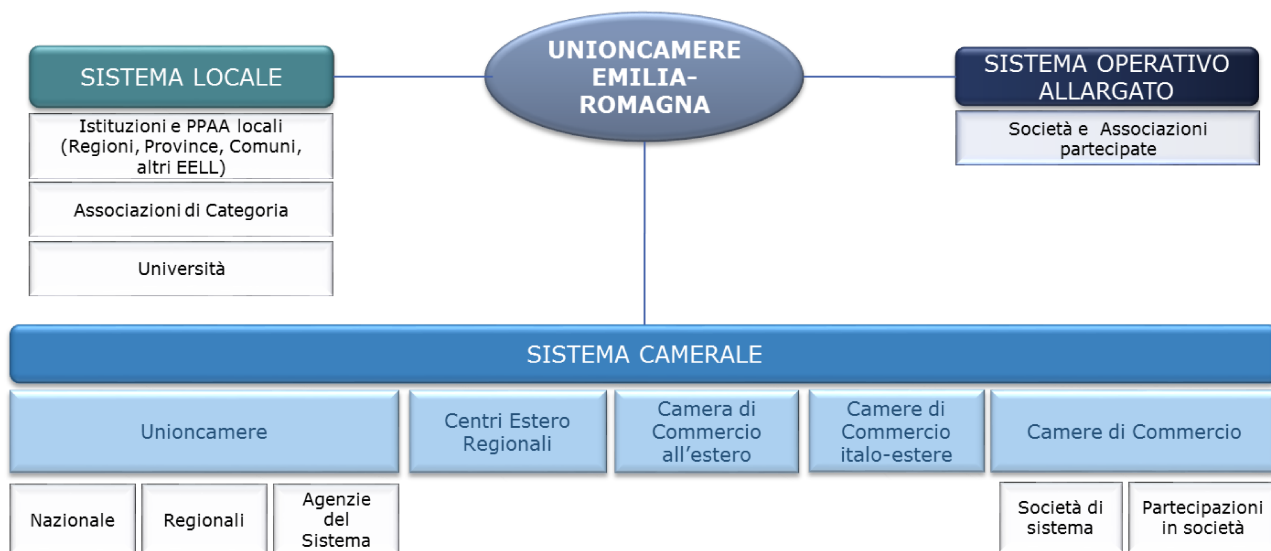 UNIONCAMERE
EMILIA-
ROMAGNA
SISTEMA LOCALE
Istituzioni e PPAA locali
(Regioni, Province, Comuni,
altri EELL)
Associazioni di Categoria
Università
SISTEMA OPERATIVO
ALLARGATO
Società e Associazioni
partecipate
SISTEMA CAMERALE
Unioncamere
Centri Estero
Regionali
Camera di
Commercio
all'estero
Camere di
Commercio
italo-estere
Camere di Commercio
Nazionale
Regionali
Agenzie
del
Sistema
Società di
sistema
Partecipazioni
in società